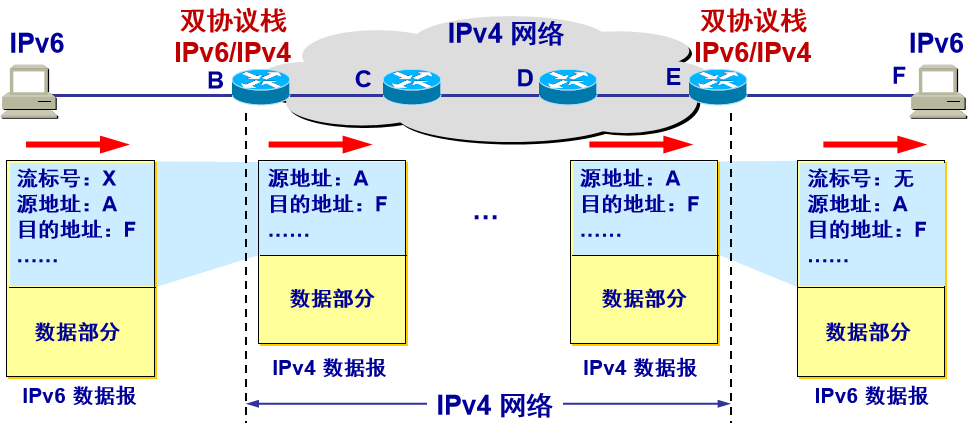 双协议栈
双协议栈
IPv6
IPv6/IPv4
IPv4 网络
IPv6/IPv4
IPv6
B
C
D
E
F
流标号：X
源地址：A
目的地址：F
……
数据部分
IPv6 数据报
源地址：A
目的地址：F
……
数据部分
IPv4 数据报
…
源地址：A
目的地址：F
……
数据部分
IPv4 数据报
流标号：无
源地址：A
目的地址：F
……
数据部分
IPv6 数据报
IPv4 网络